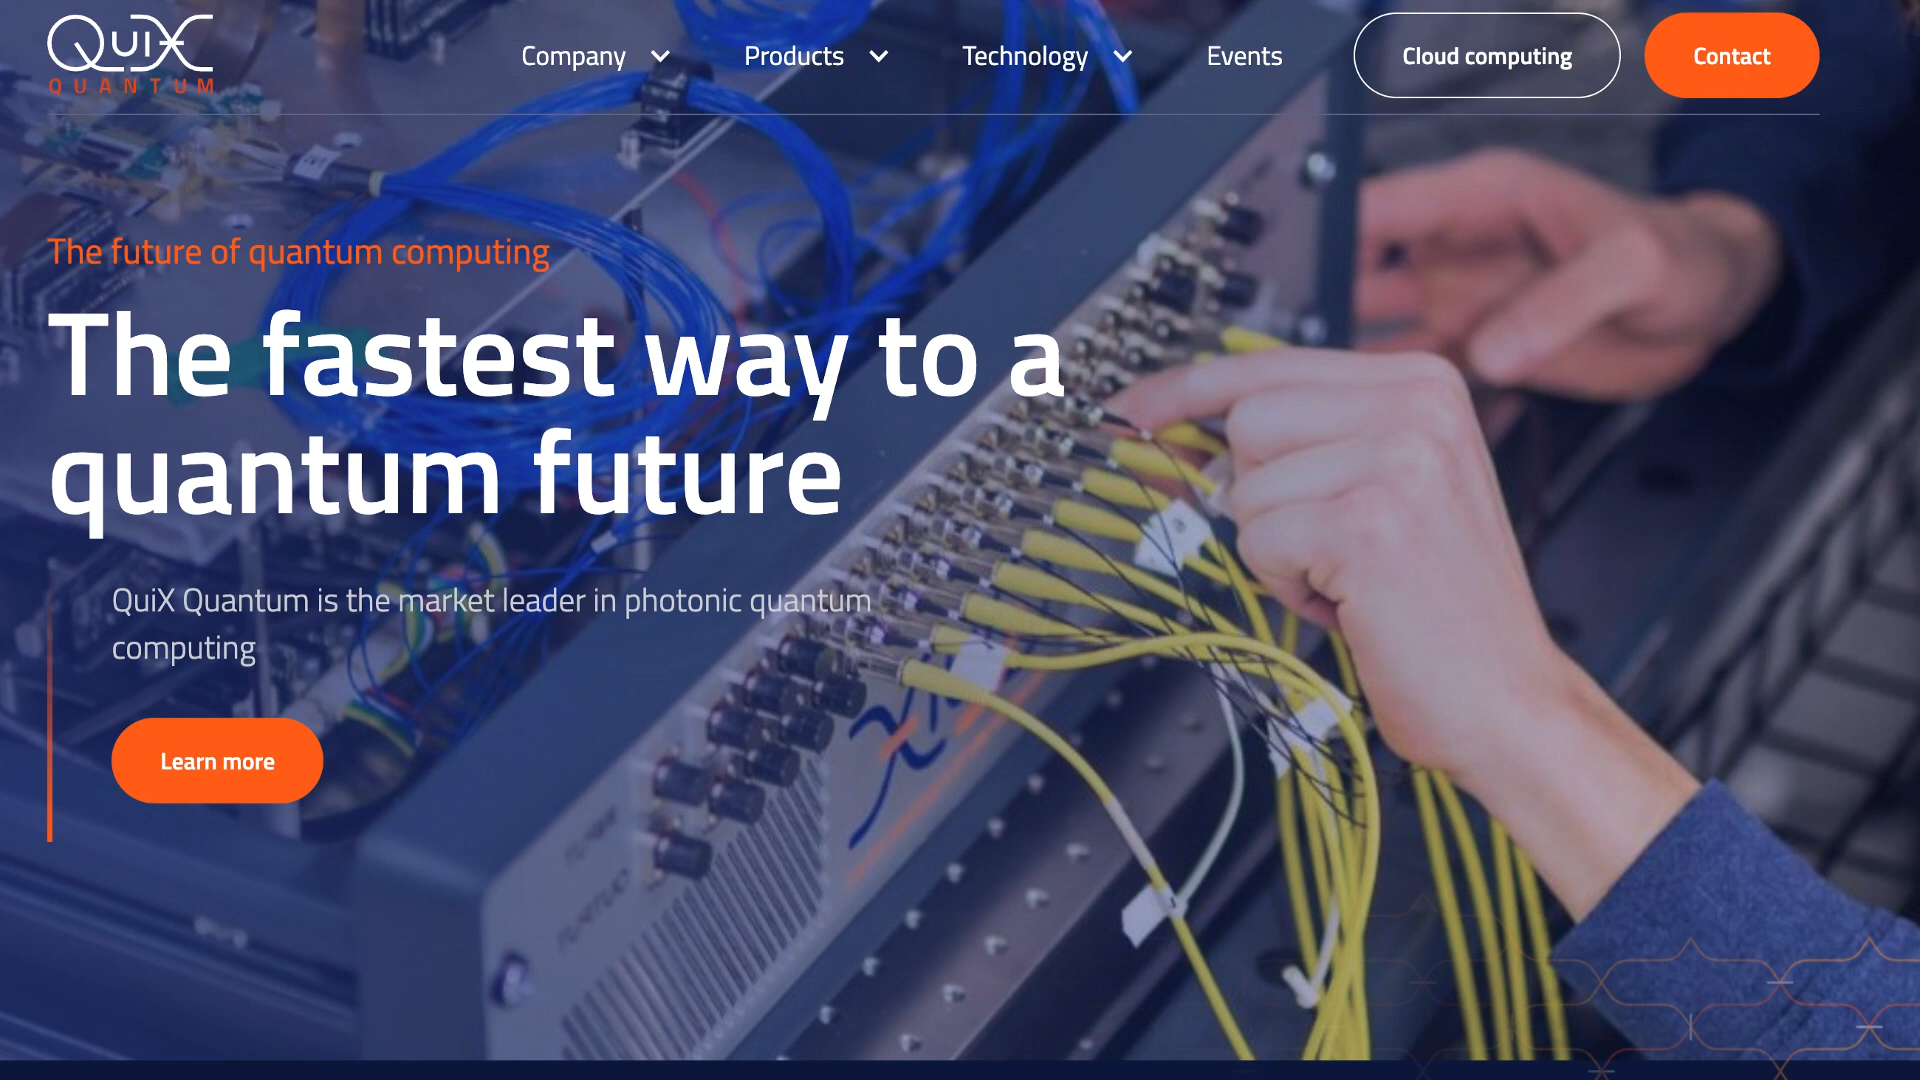 QUIX
QUANTUM
Company
Products
Technology
Events
Cloud computing
Contact
The future of quantum computing
The fastest way to a
quantum future
QuiX Quantum is the market leader in photonic quantum
computing
Learn more